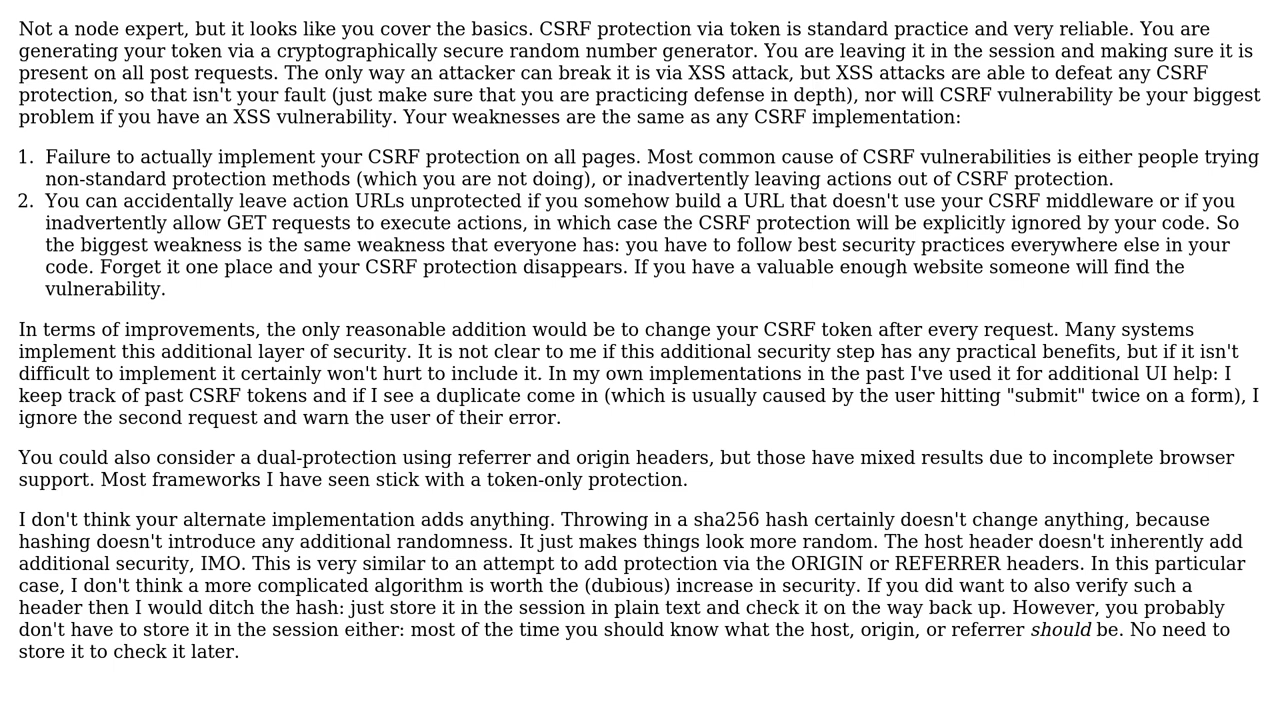 Not a node expert, but it looks like you cover the basics. CSRF protection via token is standard practice and very reliable. You are
generating your token via a cryptographically secure random number generator. You are leaving it in the session and making sure it is
present on all post requests. The only way an attacker can break it is via XSS attack, but XSS attacks are able to defeat any CSRF
protection, so that isn't your fault (just make sure that you are practicing defense in depth), nor will CSRF vulnerability be your biggest
problem if you have an XSS vulnerability. Your weaknesses are the same as any CSRF implementation:
1. Failure to actually implement your CSRF protection on all pages. Most common cause of CSRF vulnerabilities is either people trying
non-standard protection methods (which you are not doing), or inadvertently leaving actions out of CSRF protection.
2. You can accidentally leave action URLs unprotected if you somehow build a URL that doesn't use your CSRF middleware or if you
inadvertently allow GET requests to execute actions, in which case the CSRF protection will be explicitly ignored by your code. So
the biggest weakness is the same weakness that everyone has: you have to follow best security practices everywhere else in your
code. Forget it one place and your CSRF protection disappears. If you have a valuable enough website someone will find the
vulnerability.
In terms of improvements, the only reasonable addition would be to change your CSRF token after every request. Many systems
implement this additional layer of security. It is not clear to me if this additional security step has any practical benefits, but if it isn't
difficult to implement it certainly won't hurt to include it. In my own implementations in the past I've used it for additional UI help: I
keep track of past CSRF tokens and if I see a duplicate come in (which is usually caused by the user hitting "submit" twice on a form), I
ignore the second request and warn the user of their error.
You could also consider a dual-protection using referrer and origin headers, but those have mixed results due to incomplete browser
support. Most frameworks I have seen stick with a token-only protection.
I don't think your alternate implementation adds anything. Throwing in a sha256 hash certainly doesn't change anything, because
hashing doesn't introduce any additional randomness. It just makes things look more random. The host header doesn't inherently add
additional security, IMO. This is very similar to an attempt to add protection via the ORIGIN or REFERRER headers. In this particular
case, I don't think a more complicated algorithm is worth the (dubious) increase in security. If you did want to also verify such a
header then I would ditch the hash: just store it in the session in plain text and check it on the way back up. However, you probably
don't have to store it in the session either: most of the time you should know what the host, origin, or referrer should be. No need to
store it to check it later.